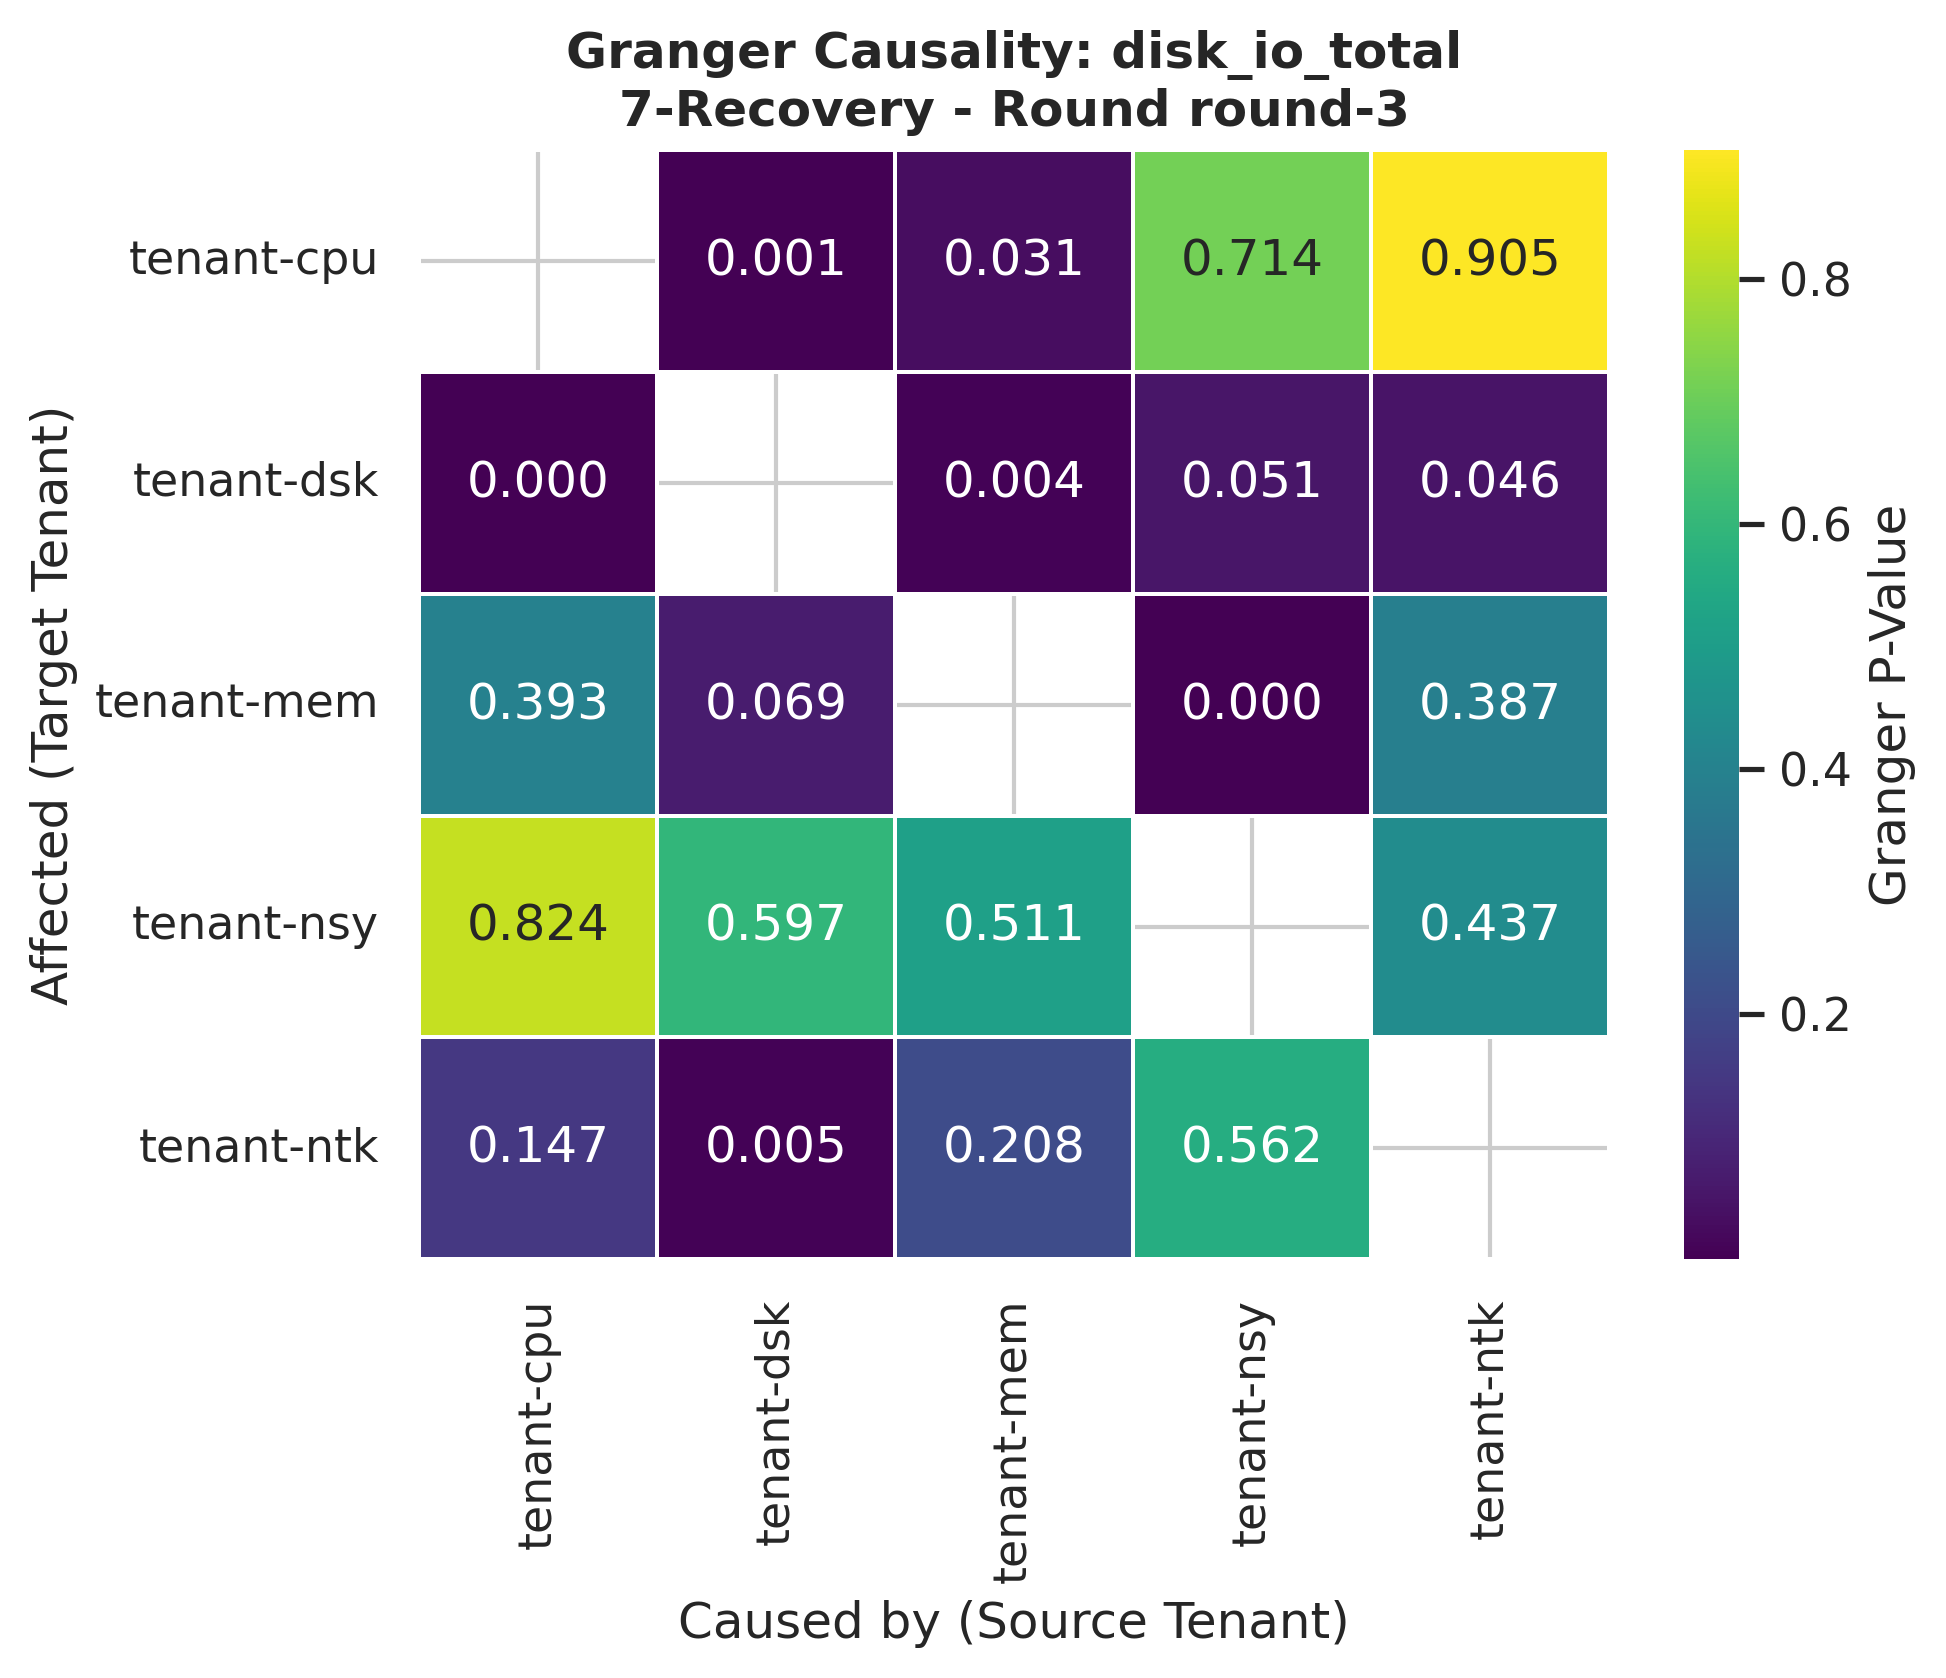 Granger Causality: disk_io_total
7-Recovery - Round round-3
Affected (Target Tenant)
tenant-cpu
0.001 0.031 0.714 0.905
tenant-dsk
0.000 0.004 0.051 0.046
tenant-mem
0.393 0.069 0.000 0.387
tenant-nsy
0.824 0.597 0.511 0.437
tenant-ntk
0.147 0.005 0.208 0.562
tenant-cpu
tenant-dsk
tenant-mem
tenant-nsy
tenant-ntk
Caused by (Source Tenant)
0.8
0.6
0.4
0.2
Granger P-Value